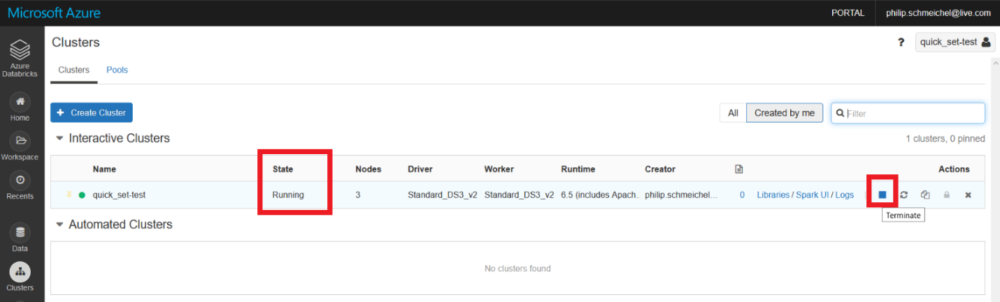 Microsoft Azure
PORTAL
philip.schmeichel@live.com
Clusters
?
quick_set-test
Azure
Databricks
Clusters
Pools
+ Create Cluster
All
Created by me
Filter
Home
Interactive Clusters
1 clusters, 0 pinned
Workspace
Name State Nodes Driver Worker Runtime Creator Actions
quick_set-test Running 3 Standard_DS3_v2 Standard_DS3_v2 6.5 (includes Apach... philip.schmeichel... 0 Libraries / Spark UI / Logs
Recents
Terminate
Automated Clusters
Data
No clusters found
Clusters